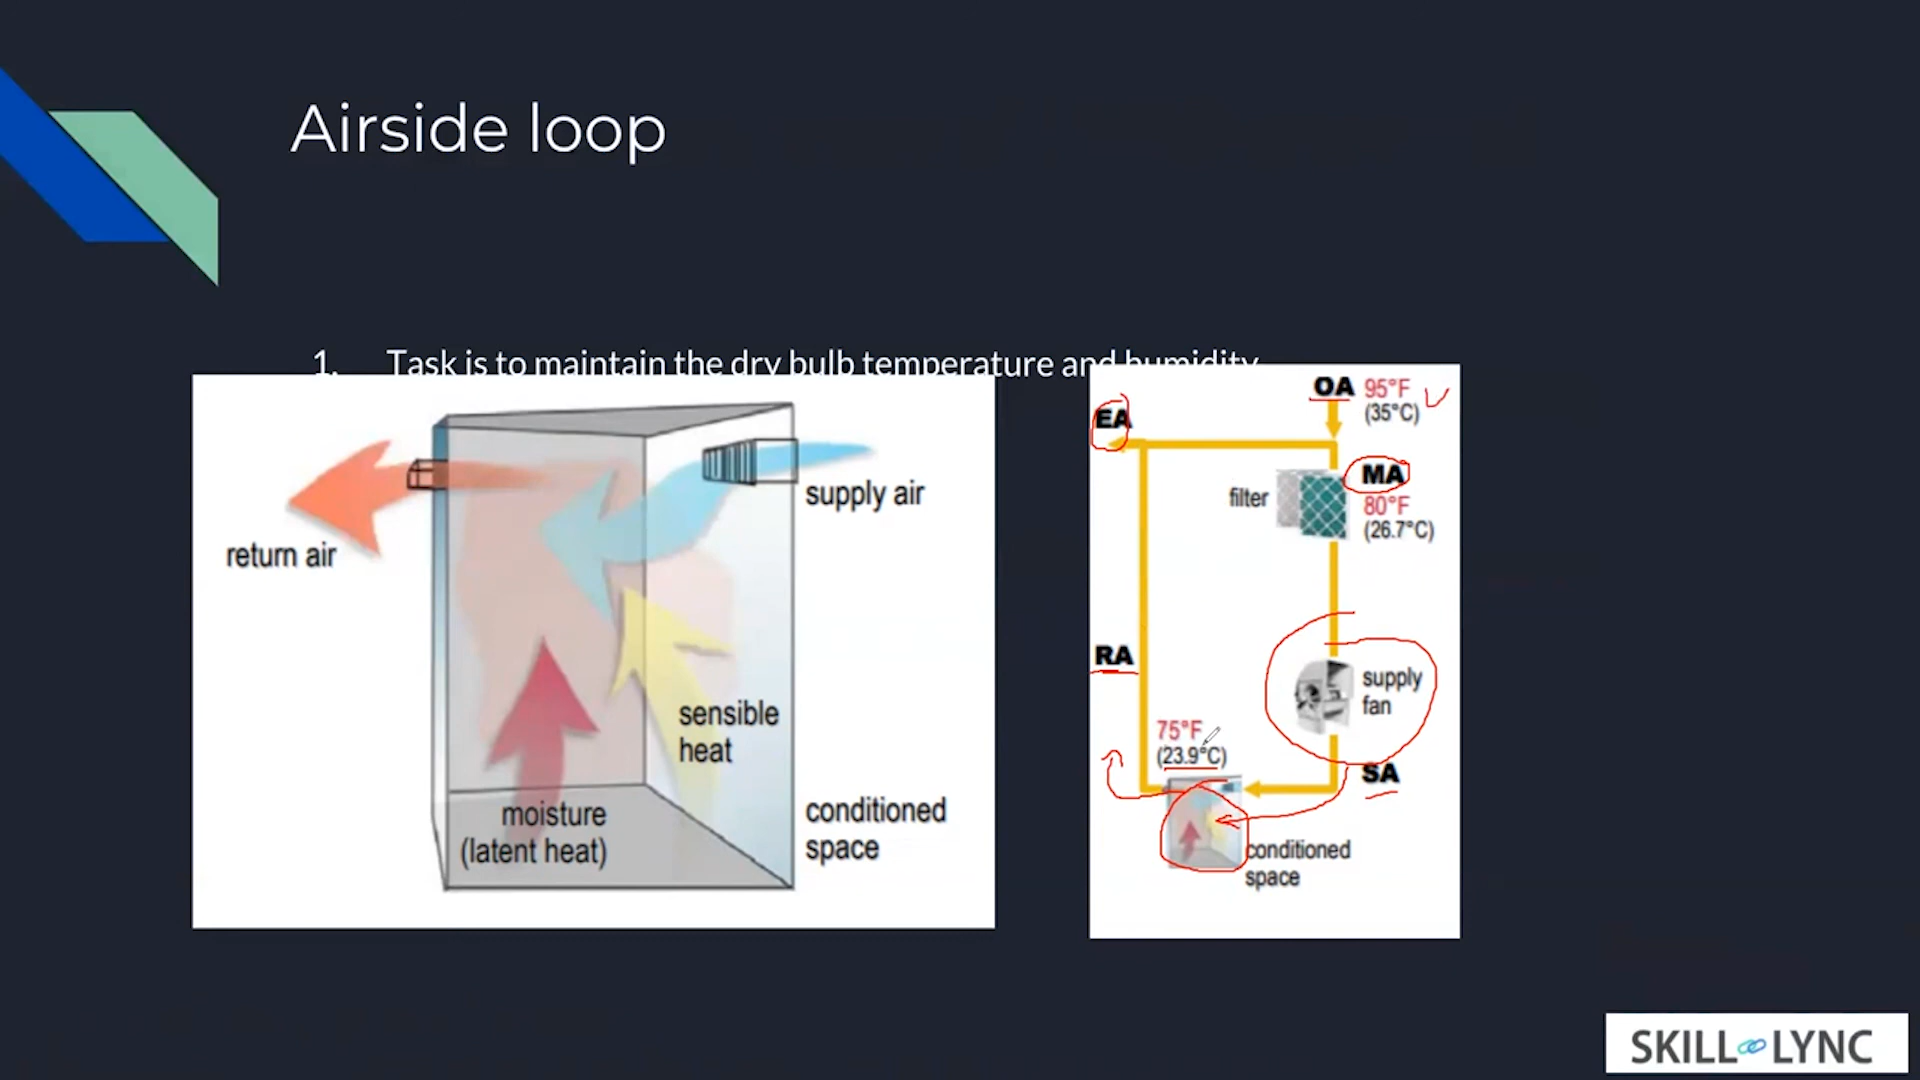 Airside loop
1. Task is to maintain the dry bulb temperature and humidity
return air
supply air
sensible
heat
moisture
(latent heat)
conditioned
space
EA
OA 95°F
(35°C)
MA
filter
80°F
(26.7°C)
RA
supply
fan
75°F
(23.9°C)
SA
conditioned
space
SKILL LYNC